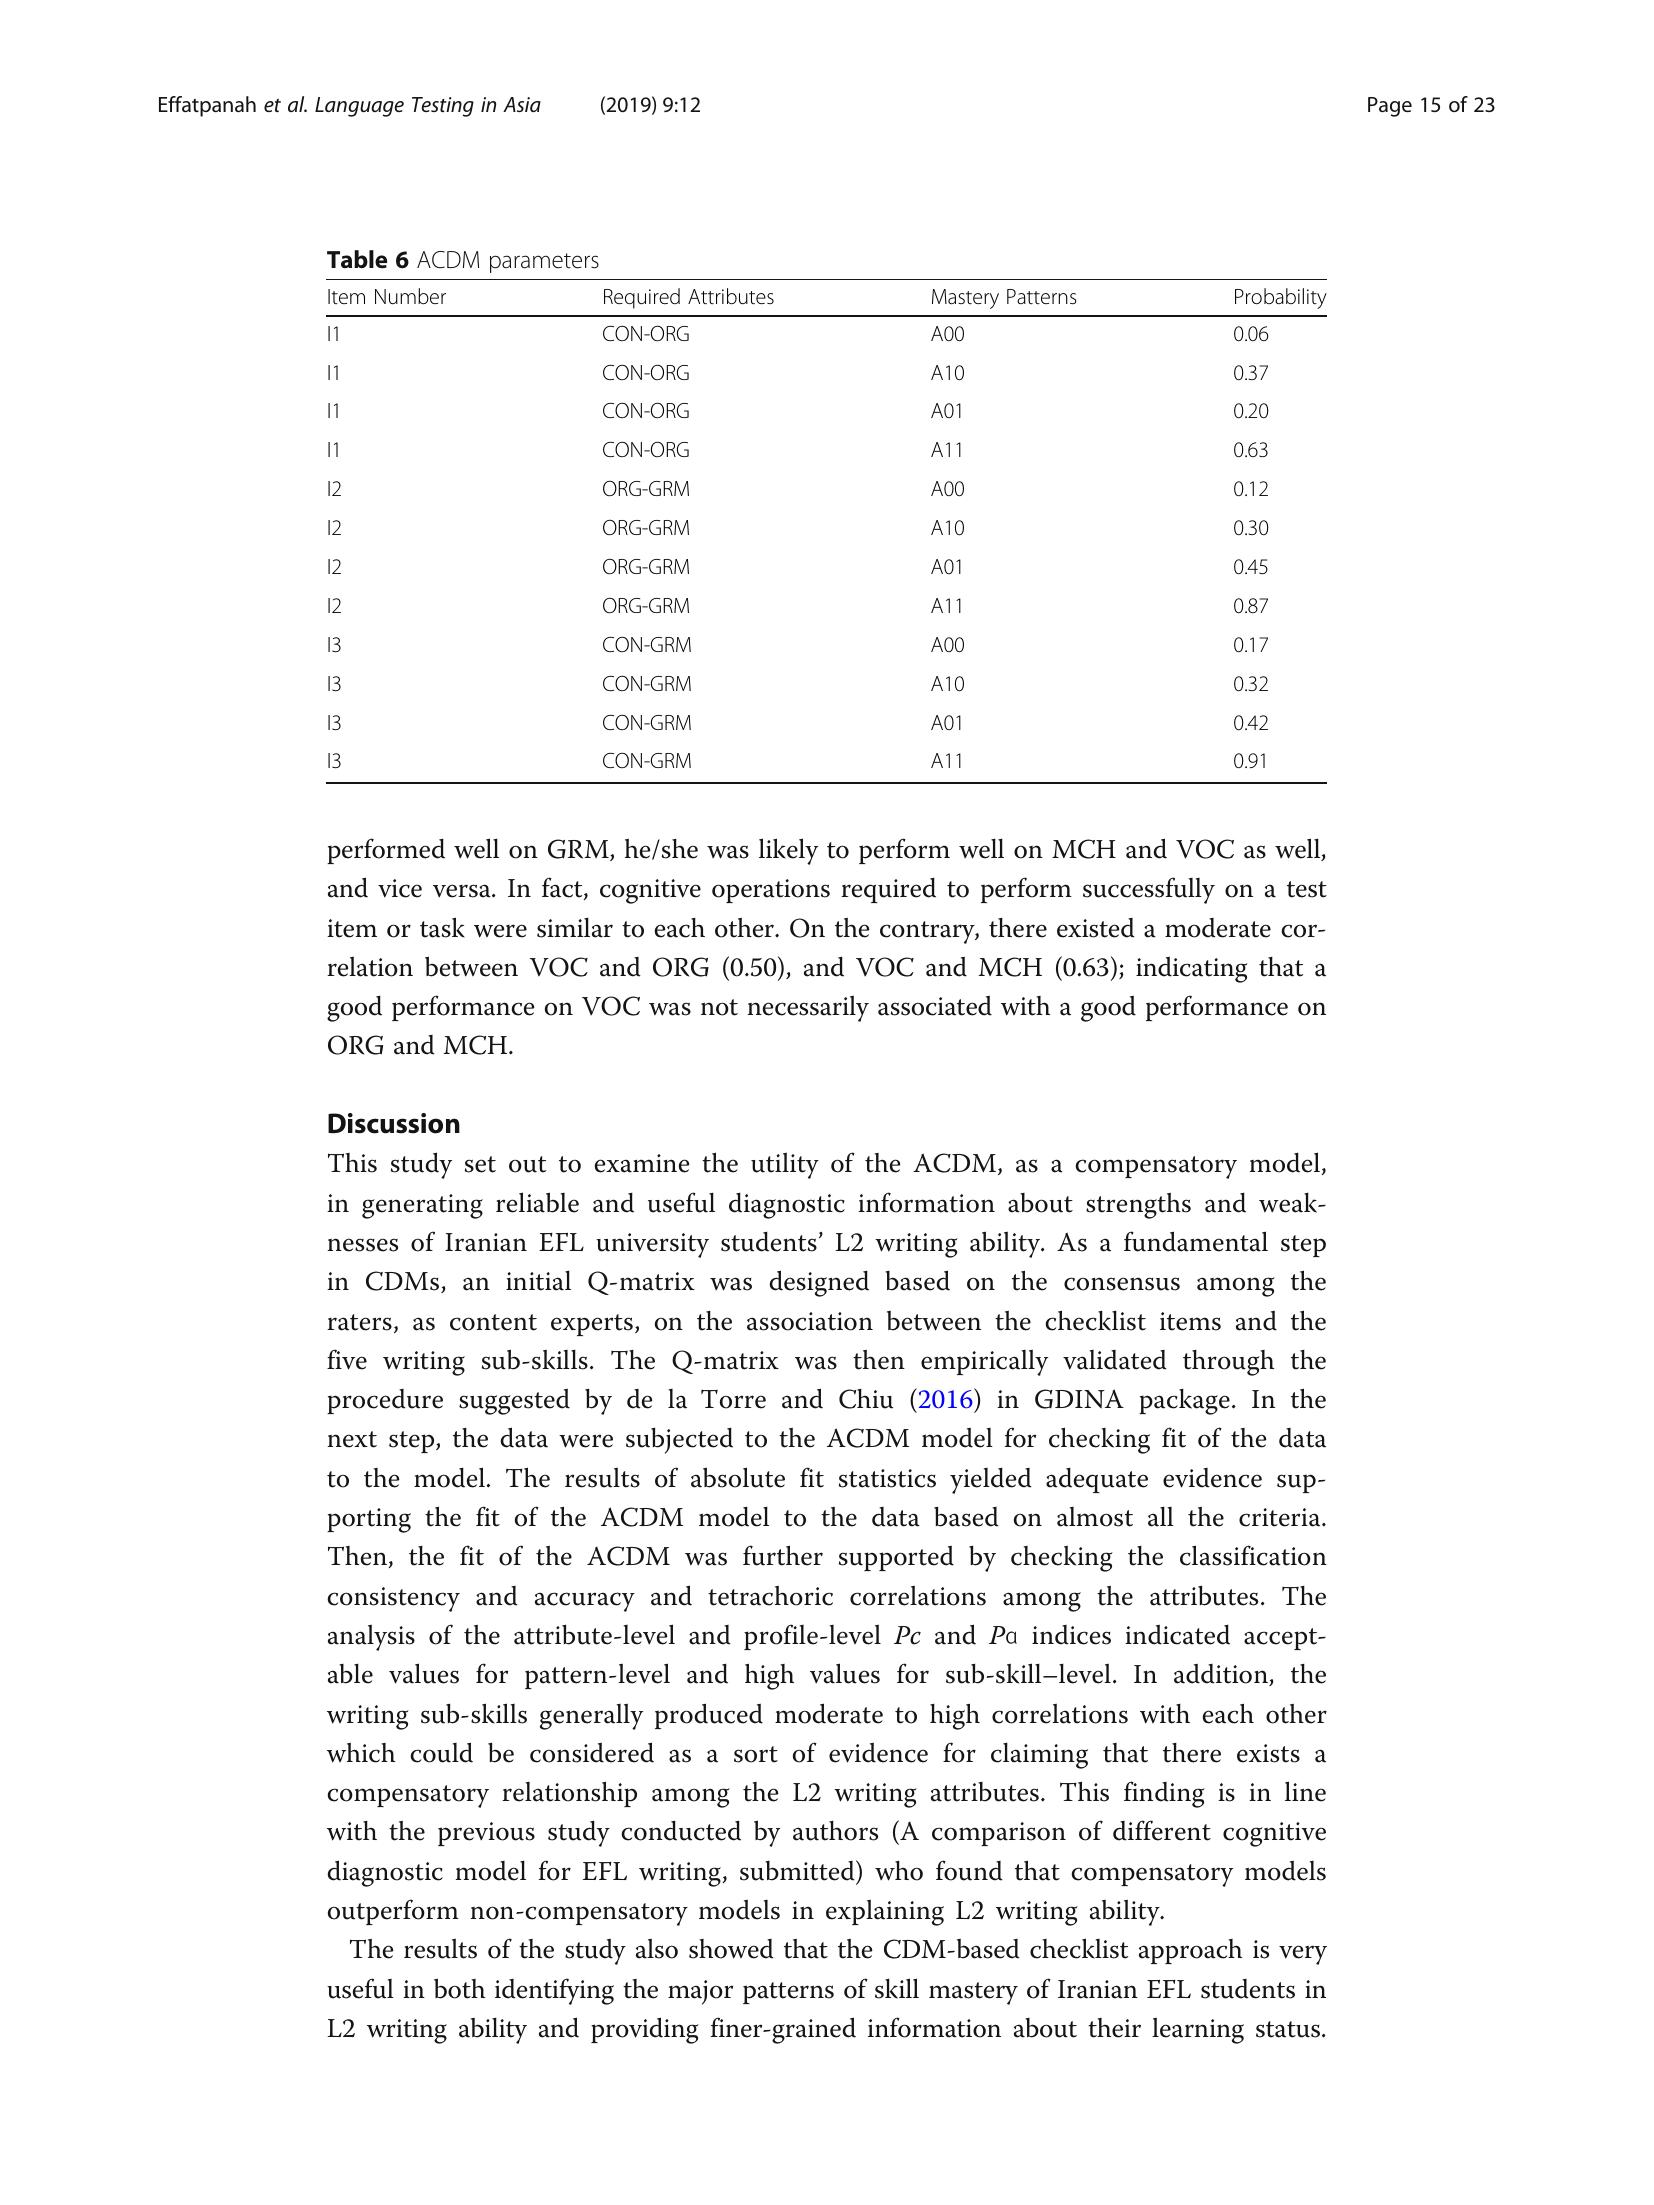 Effatpanah et al. Language Testing in Asia (2019) 9:12 Page 15 of 23
Table 6 ACDM parameters
Item Number Required Attributes Mastery Patterns Probability
I1 CON-ORG A00 0.06
I1 CON-ORG A10 0.37
I1 CON-ORG A01 0.20
I1 CON-ORG A11 0.63
I2 ORG-GRM A00 0.12
I2 ORG-GRM A10 0.30
I2 ORG-GRM A01 0.45
I2 ORG-GRM A11 0.87
I3 CON-GRM A00 0.17
I3 CON-GRM A10 0.32
I3 CON-GRM A01 0.42
I3 CON-GRM A11 0.91
performed well on GRM, he/she was likely to perform well on MCH and VOC as well,
and vice versa. In fact, cognitive operations required to perform successfully on a test
item or task were similar to each other. On the contrary, there existed a moderate cor-
relation between VOC and ORG (0.50), and VOC and MCH (0.63); indicating that a
good performance on VOC was not necessarily associated with a good performance on
ORG and MCH.
Discussion
This study set out to examine the utility of the ACDM, as a compensatory model,
in generating reliable and useful diagnostic information about strengths and weak-
nesses of Iranian EFL university students’ L2 writing ability. As a fundamental step
in CDMs, an initial Q-matrix was designed based on the consensus among the
raters, as content experts, on the association between the checklist items and the
five writing sub-skills. The Q-matrix was then empirically validated through the
procedure suggested by de la Torre and Chiu (2016) in GDINA package. In the
next step, the data were subjected to the ACDM model for checking fit of the data
to the model. The results of absolute fit statistics yielded adequate evidence sup-
porting the fit of the ACDM model to the data based on almost all the criteria.
Then, the fit of the ACDM was further supported by checking the classification
consistency and accuracy and tetrachoric correlations among the attributes. The
analysis of the attribute-level and profile-level Pc and Pɑ indices indicated accept-
able values for pattern-level and high values for sub-skill–level. In addition, the
writing sub-skills generally produced moderate to high correlations with each other
which could be considered as a sort of evidence for claiming that there exists a
compensatory relationship among the L2 writing attributes. This finding is in line
with the previous study conducted by authors (A comparison of different cognitive
diagnostic model for EFL writing, submitted) who found that compensatory models
outperform non-compensatory models in explaining L2 writing ability.
The results of the study also showed that the CDM-based checklist approach is very
useful in both identifying the major patterns of skill mastery of Iranian EFL students in
L2 writing ability and providing finer-grained information about their learning status.